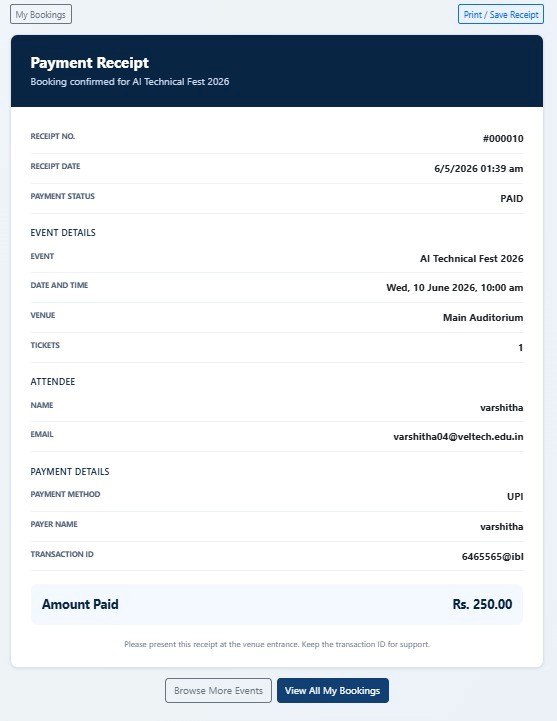 My Bookings
Print / Save Receipt
Payment Receipt
Booking confirmed for AI Technical Fest 2026
RECEIPT NO. #000010
RECEIPT DATE 6/5/2026 01:39 am
PAYMENT STATUS PAID
EVENT DETAILS
EVENT AI Technical Fest 2026
DATE AND TIME Wed, 10 June 2026, 10:00 am
VENUE Main Auditorium
TICKETS 1
ATTENDEE
NAME varshitha
EMAIL varshitha04@veltech.edu.in
PAYMENT DETAILS
PAYMENT METHOD UPI
PAYER NAME varshitha
TRANSACTION ID 6465565@ibl
Amount Paid Rs. 250.00
Please present this receipt at the venue entrance. Keep the transaction ID for support.
Browse More Events
View All My Bookings